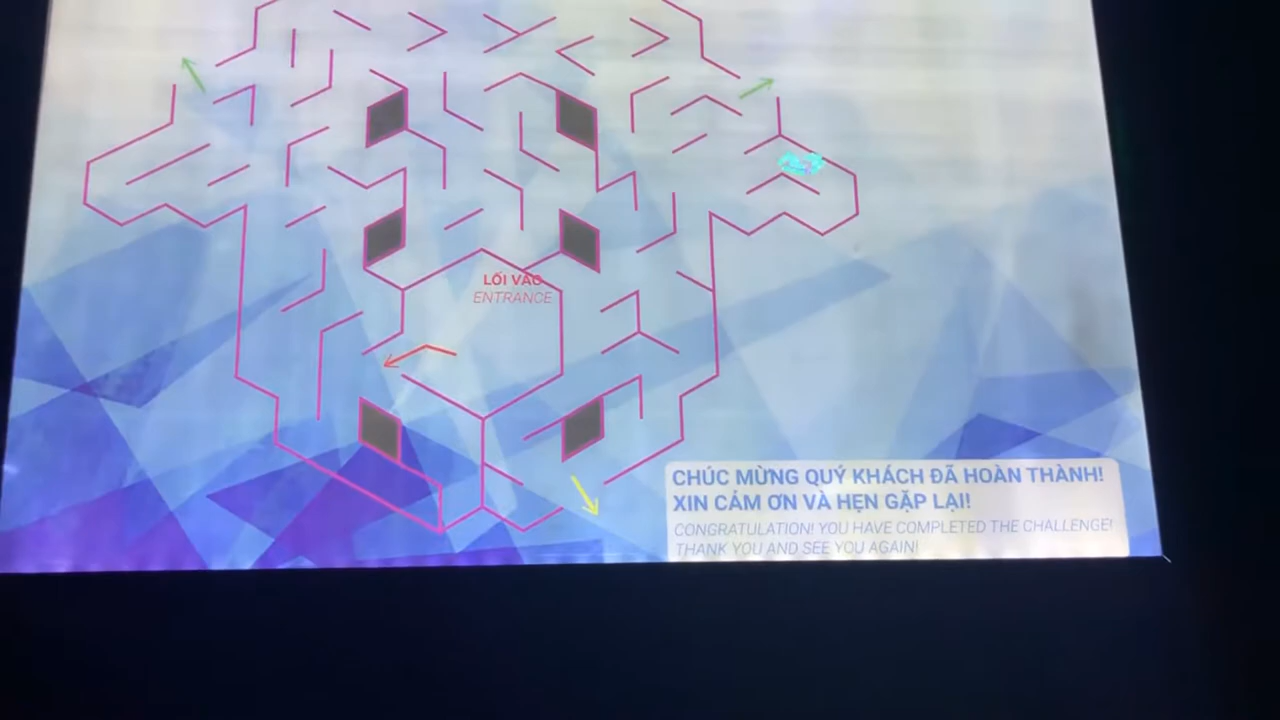 LỐI VÀO
ENTRANCE
CHÚC MỪNG QUÝ KHÁCH ĐÃ HOÀN THÀNH!
XIN CẢM ƠN VÀ HẸN GẶP LẠI!
CONGRATULATION! YOU HAVE COMPLETED THE CHALLENGE!
THANK YOU AND SEE YOU AGAIN!